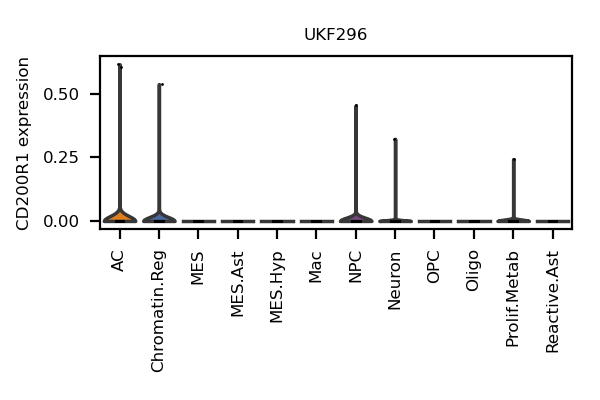 UKF296
CD200R1 expression
0.50
0.25
0.00
AC
Chromatin.Reg
MES
MES.Ast
MES.Hyp
Mac
NPC
Neuron
OPC
Oligo
Prolif.Metab
Reactive.Ast